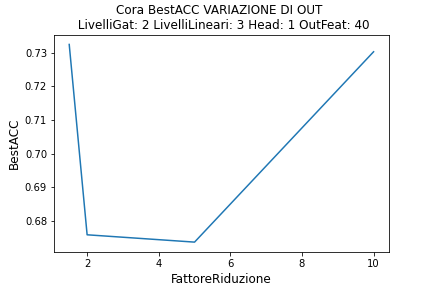 Cora BestACC VARIAZIONE DI OUT
LivelliGat: 2 LivelliLineari: 3 Head: 1 OutFeat: 40
0.73
0.72
0.71
0.70
0.69
0.68
BestACC
2
4
6
8
10
FattoreRiduzione